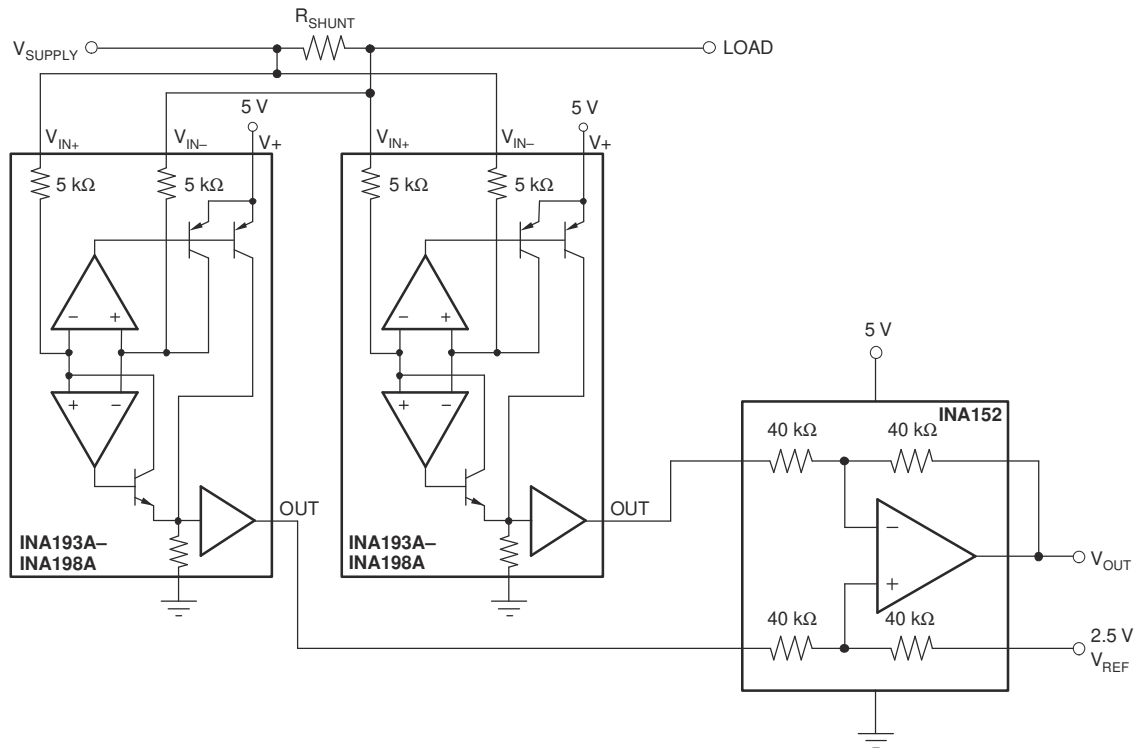 R_SHUNT
V_SUPPLY
LOAD
5 V
5 V
V_IN+
V_IN–
V+
V_IN+
V_IN–
V+
5 kΩ
5 kΩ
5 kΩ
5 kΩ
– +
– +
5 V
+ –
+ –
INA152
40 kΩ
40 kΩ
OUT
OUT
–
INA193A–
INA198A
INA193A–
INA198A
V_OUT
+
40 kΩ
40 kΩ
2.5 V
V_REF